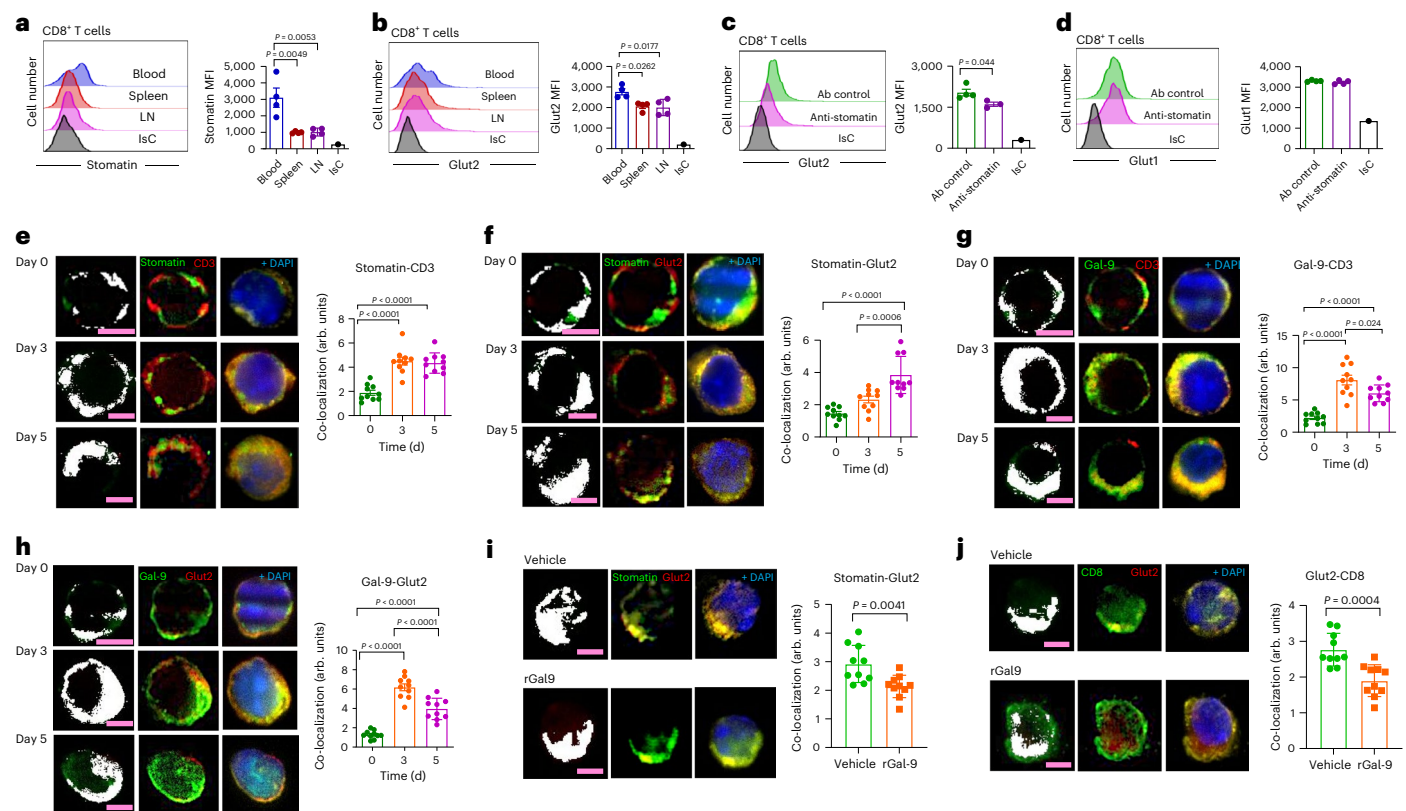 a
CD8+ T cells
Cell number
Blood
Spleen
LN
IsC
Stomatin
P = 0.0053
P = 0.0049
Stomatin MFI
5,000
4,000
3,000
2,000
1,000
0
Blood
Spleen
LN
IsC
b
CD8+ T cells
Cell number
Blood
Spleen
LN
IsC
Glut2
P = 0.0177
P = 0.0262
Glut2 MFI
4,000
3,000
2,000
1,000
0
Blood
Spleen
LN
IsC
c
CD8+ T cells
Cell number
Ab control
Anti-stomatin
IsC
Glut2
P = 0.044
Glut2 MFI
3,000
1,500
0
Ab control
Anti-stomatin
IsC
d
CD8+ T cells
Cell number
Ab control
Anti-stomatin
IsC
Glut1
Glut1 MFI
4,000
3,000
2,000
1,000
0
Ab control
Anti-stomatin
IsC
e
Day 0
Stomatin CD3
+ DAPI
Day 3
Day 5
Stomatin-CD3
P < 0.0001
P < 0.0001
Co-localization (arb. units)
8
6
4
2
0
0 3 5
Time (d)
f
Day 0
Stomatin Glut2
+ DAPI
Day 3
Day 5
Stomatin-Glut2
P < 0.0001
P = 0.0006
Co-localization (arb. units)
6
4
2
0
0 3 5
Time (d)
g
Day 0
Gal-9 CD3
+ DAPI
Day 3
Day 5
Gal-9-CD3
P < 0.0001
P = 0.024
P < 0.0001
Co-localization (arb. units)
15
10
5
0
0 3 5
Time (d)
h
Day 0
Gal-9 Glut2
+ DAPI
Day 3
Day 5
Gal-9-Glut2
P < 0.0001
P < 0.0001
P < 0.0001
Co-localization (arb. units)
10
8
6
4
2
0
0 3 5
Time (d)
i
Vehicle
Stomatin Glut2
+ DAPI
rGal9
Stomatin-Glut2
P = 0.0041
Co-localization (arb. units)
5
4
3
2
1
0
Vehicle rGal-9
j
Vehicle
CD8 Glut2
+ DAPI
rGal9
Glut2-CD8
P = 0.0004
Co-localization (arb. units)
4
3
2
1
0
Vehicle rGal-9